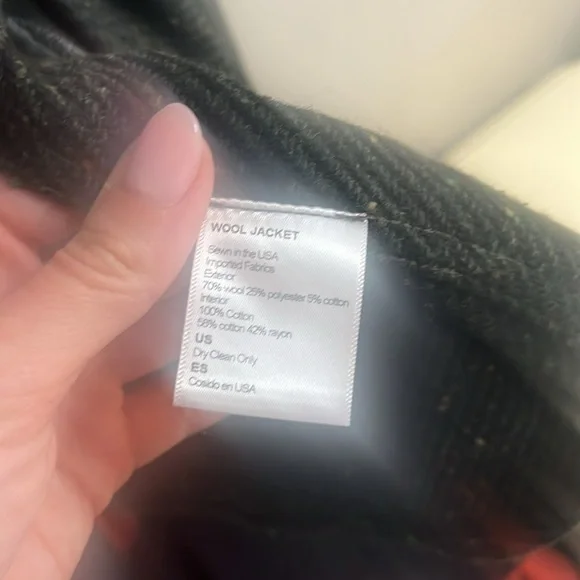 WOOL JACKET
Sewn in the USA
Imported Fabrics
Exterior
70% wool 25% polyester 5% cotton
Interior
100% Cotton
58% cotton 42% rayon
US
Dry Clean Only
ES
Cosido en USA